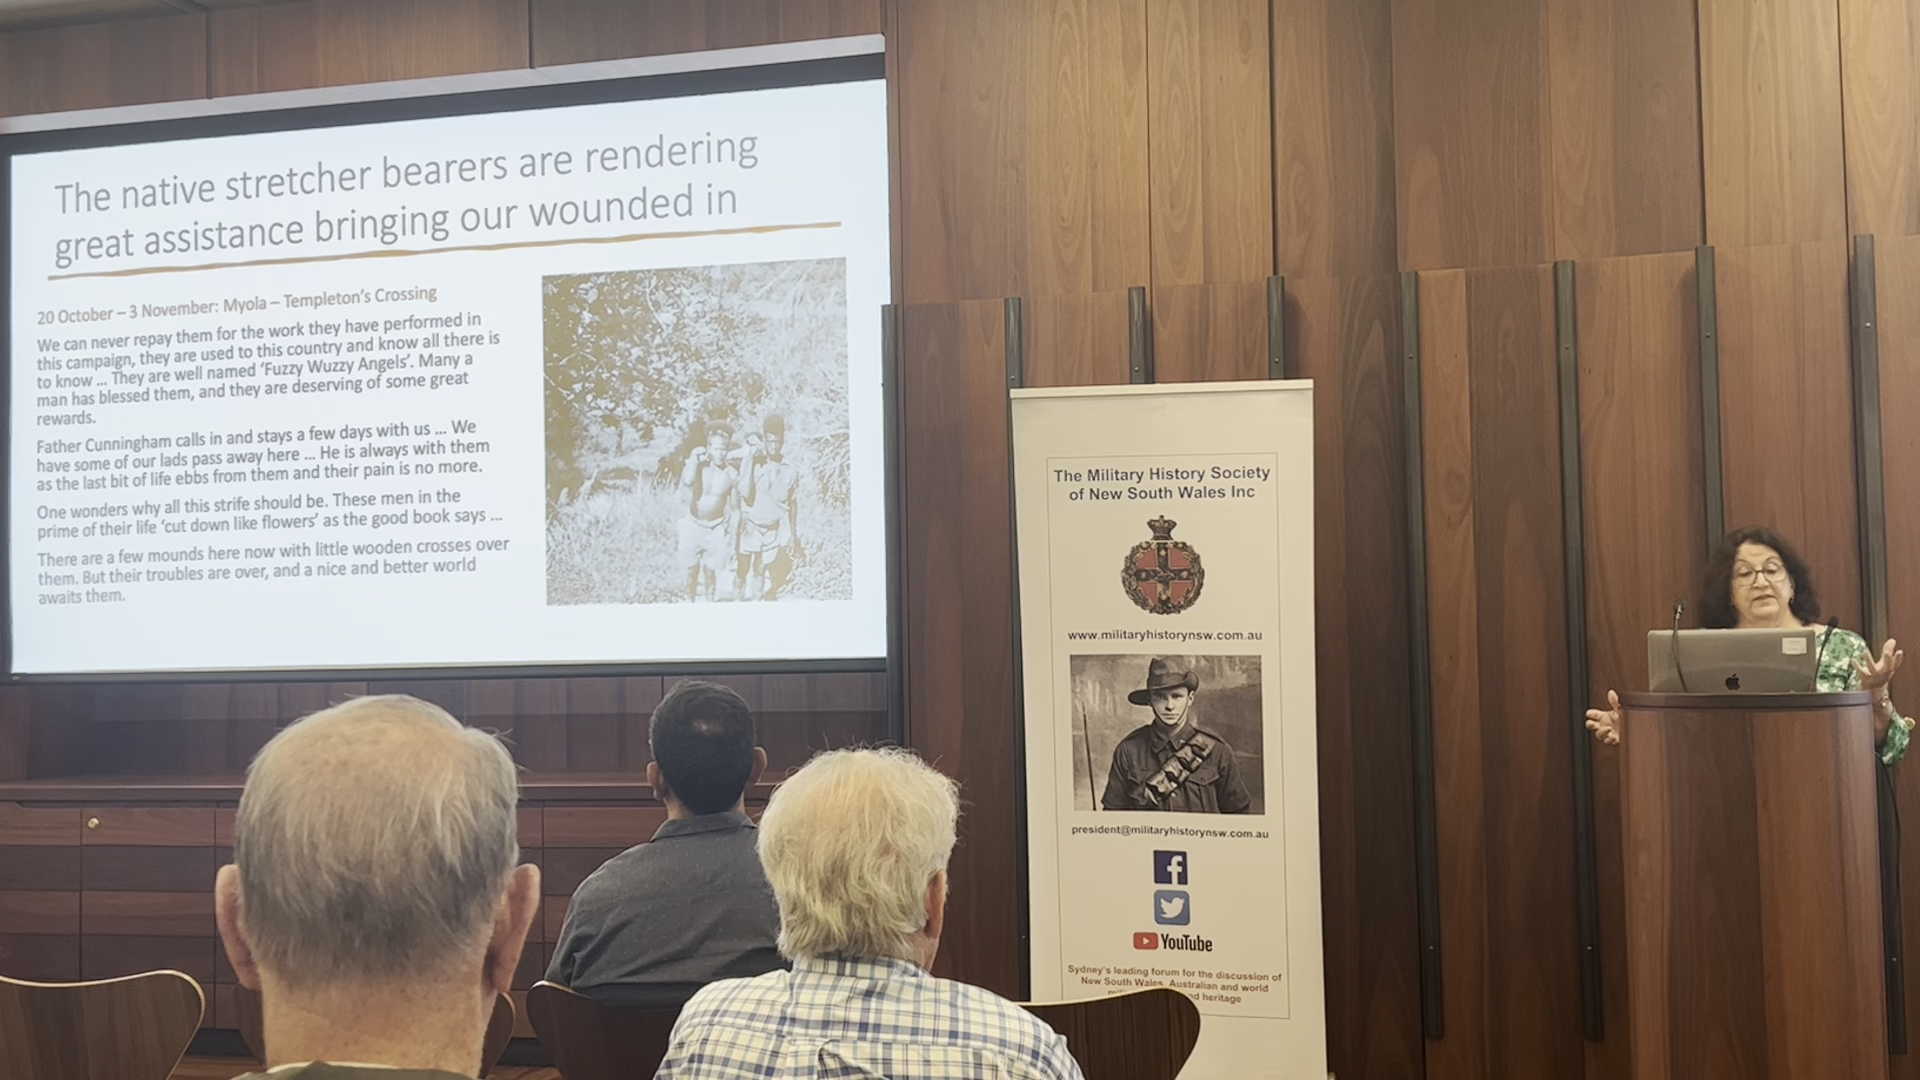 The native stretcher bearers are rendering
great assistance bringing our wounded in
20 October – 3 November: Myola – Templeton's Crossing
We can never repay them for the work they have performed in
this campaign, they are used to this country and know all there is
to know ... They are well named 'Fuzzy Wuzzy Angels'. Many a
man has blessed them, and they are deserving of some great
rewards.
Father Cunningham calls in and stays a few days with us ... We
have some of our lads pass away here ... He is always with them
as the last bit of life ebbs from them and their pain is no more.
One wonders why all this strife should be. These men in the
prime of their life 'cut down like flowers' as the good book says ...
There are a few mounds here now with little wooden crosses over
them. But their troubles are over, and a nice and better world
awaits them.
The Military History Society
of New South Wales Inc
www.militaryhistorynsw.com.au
president@militaryhistorynsw.com.au
f
YouTube
Sydney's leading forum for the discussion of
New South Wales, Australian and world
heritage